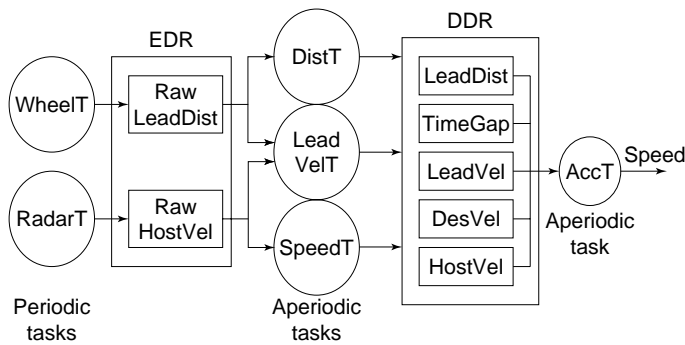 EDR
DDR
WheelT
RadarT
Periodic
tasks
Raw
LeadDist
Raw
HostVel
DistT
Lead
VelT
SpeedT
Aperiodic
tasks
LeadDist
TimeGap
LeadVel
DesVel
HostVel
AccT
Speed
Aperiodic
task